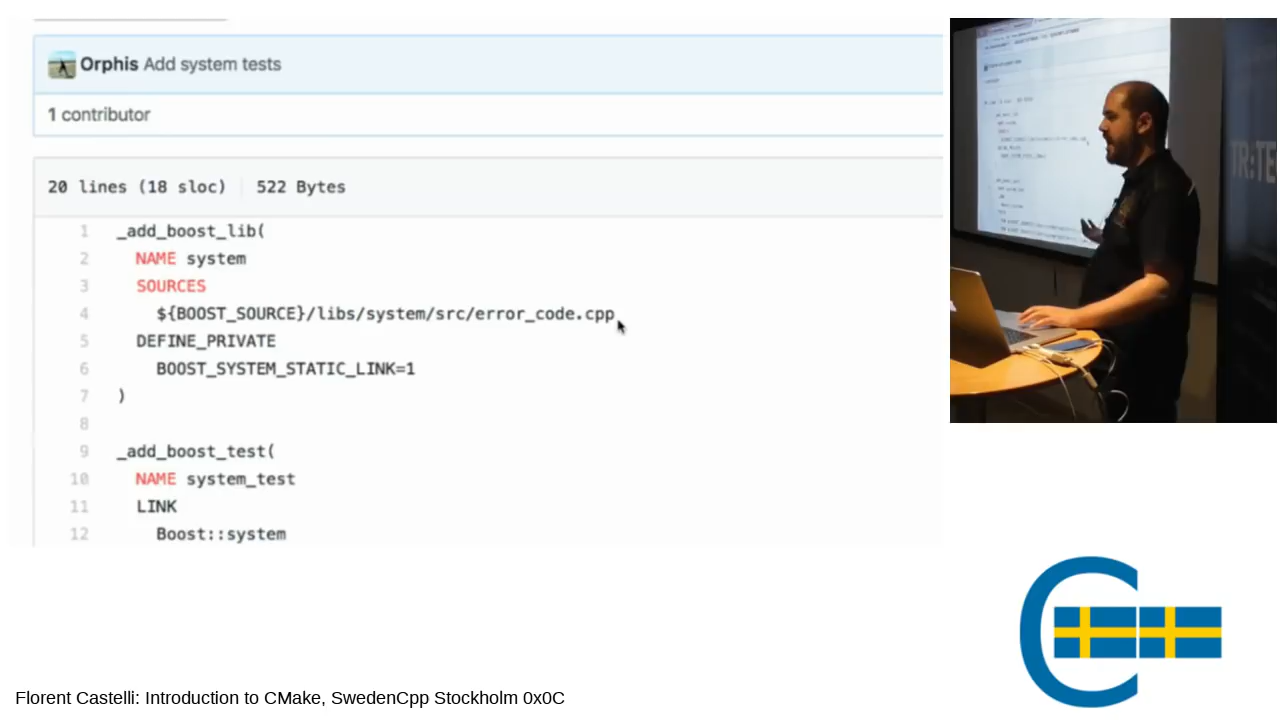 Orphis Add system tests
1 contributor
20 lines (18 sloc) 522 Bytes
1 _add_boost_lib(
2 NAME system
3 SOURCES
4 ${BOOST_SOURCE}/libs/system/src/error_code.cpp
5 DEFINE_PRIVATE
6 BOOST_SYSTEM_STATIC_LINK=1
7 )
8
9 _add_boost_test(
10 NAME system_test
11 LINK
12 Boost::system
TR:TE
C
Florent Castelli: Introduction to CMake, SwedenCpp Stockholm 0x0C